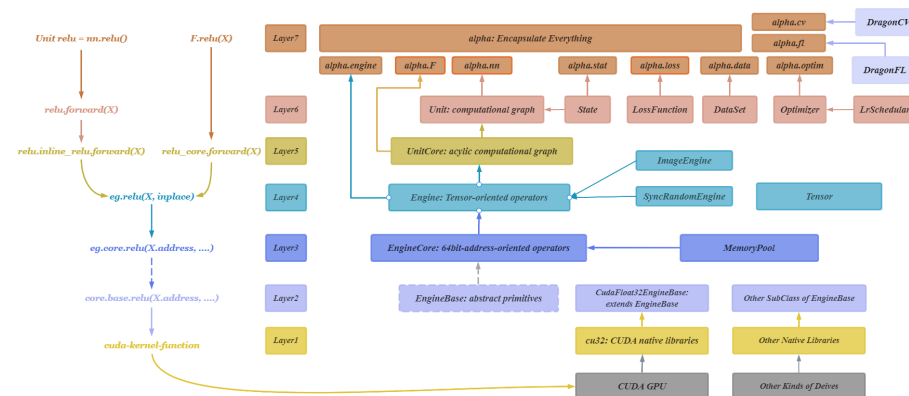 Unit relu = nn.relu()
F.relu(X)
Layer7
alpha: Encapsulate Everything
alpha.cv
DragonCV
alpha.fl
DragonFL
alpha.engine
alpha.F
alpha.nn
alpha.stat
alpha.loss
alpha.data
alpha.optim
relu.forward(X)
Layer6
Unit: computational graph
State
LossFunction
DataSet
Optimizer
LrSchedular
relu.inline_relu.forward(X)
relu_core.forward(X)
Layer5
UnitCore: acylic computational graph
ImageEngine
eg.relu(X, inplace)
Layer4
Engine: Tensor-oriented operators
SyncRandomEngine
Tensor
eg.core.relu(X.address, ....)
Layer3
EngineCore: 64bit-address-oriented operators
MemoryPool
core.base.relu(X.address, ....)
Layer2
EngineBase: abstract primitives
CudaFloat32EngineBase:
extends EngineBase
Other SubClass of EngineBase
cuda-kernel-function
Layer1
cu32: CUDA native libraries
Other Native Libraries
CUDA GPU
Other Kinds of Deives